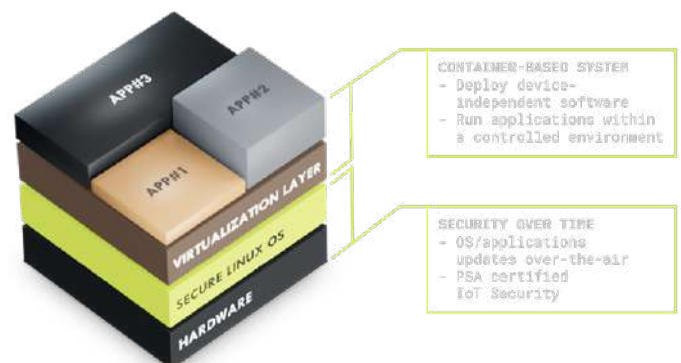 APP#3
APP#2
APP#1
VIRTUALIZATION LAYER
SECURE LINUX OS
HARDWARE
CONTAINER-BASED SYSTEM
- Deploy device-
independent software
- Run applications within
a controlled environment
SECURITY OVER TIME
- OS/applications
updates over-the-air
- PSA certified
IoT Security